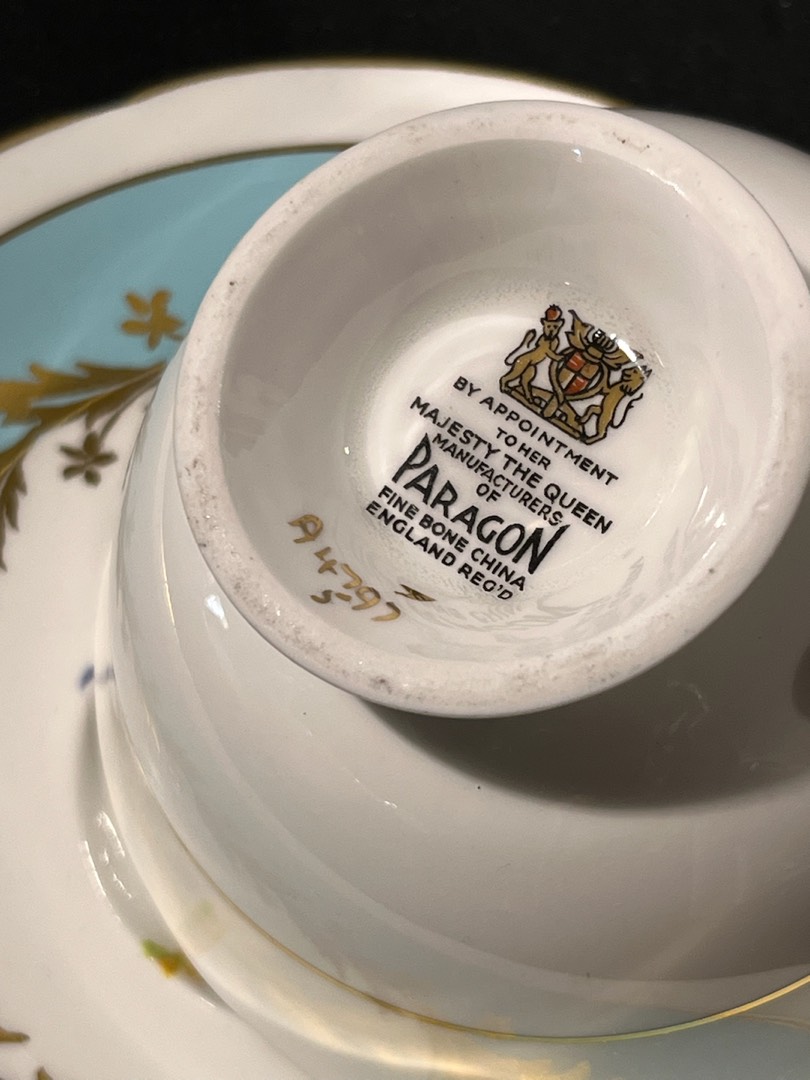 BY APPOINTMENT
TO HER
MAJESTY THE QUEEN
MANUFACTURERS
OF
PARAGON
FINE BONE CHINA
ENGLAND REG'D
A4797
5